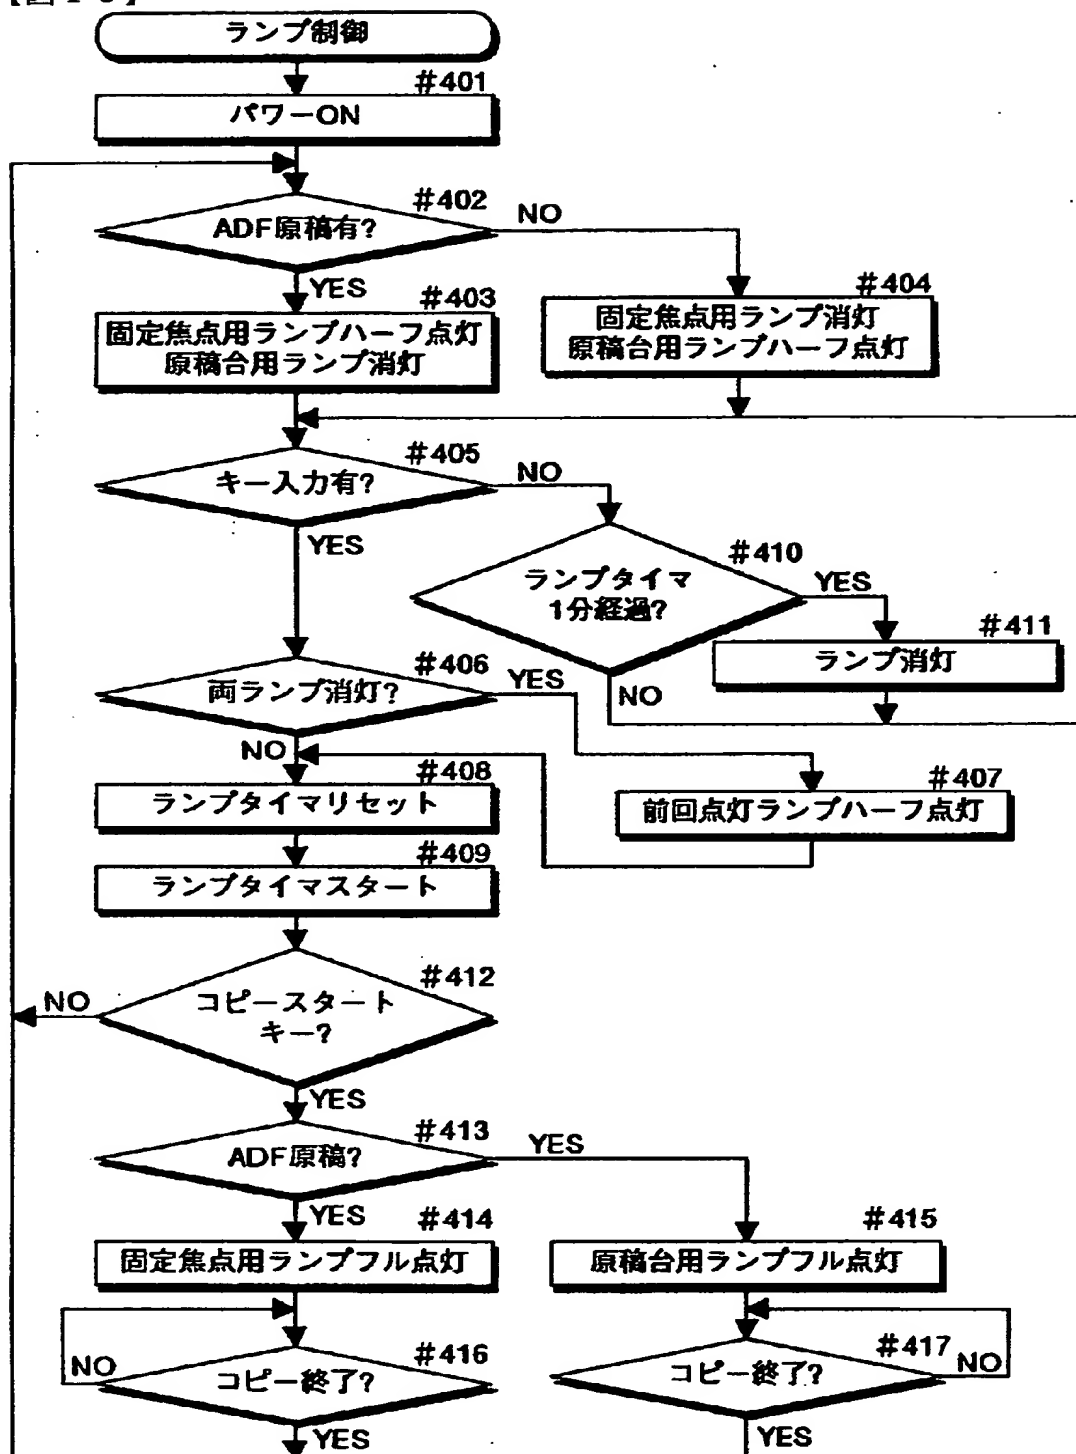 ランプ制御
#401
パワーON
#402
ADF原稿有?
NO
YES
#403
固定焦点用ランプハーフ点灯
原稿台用ランプ消灯
#404
固定焦点用ランプ消灯
原稿台用ランプハーフ点灯
#405
キー入力有?
NO
YES
#410
ランプタイマ
1分経過?
YES
NO
#411
ランプ消灯
#406
両ランプ消灯?
YES
NO
#407
前回点灯ランプハーフ点灯
#408
ランプタイマリセット
#409
ランプタイマスタート
#412
コピースタート
キー?
NO
YES
#413
ADF原稿?
YES
YES
#414
固定焦点用ランプフル点灯
#415
原稿台用ランプフル点灯
#416
コピー終了?
NO
YES
#417
コピー終了?
NO
YES